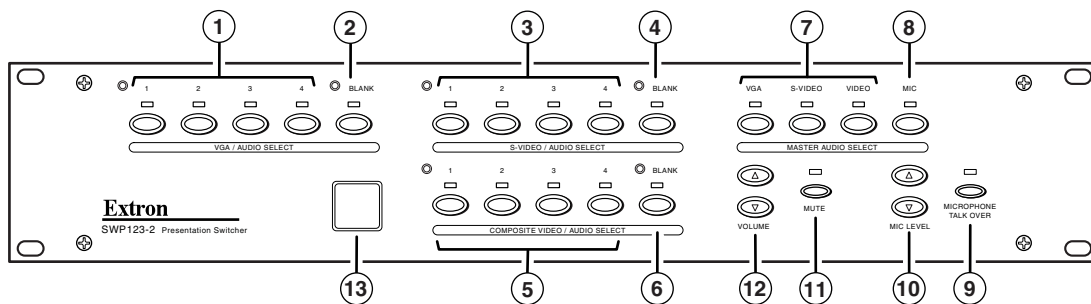 1 2 3 4 7 8
1 2 3 4 BLANK 1 2 3 4 BLANK VGA S-VIDEO VIDEO MIC
VGA / AUDIO SELECT S-VIDEO / AUDIO SELECT MASTER AUDIO SELECT
1 2 3 4 BLANK
Extron
SWP123-2 Presentation Switcher
COMPOSITE VIDEO / AUDIO SELECT
VOLUME
MUTE
MIC LEVEL
MICROPHONE
TALK OVER
13 5 6 12 11 10 9